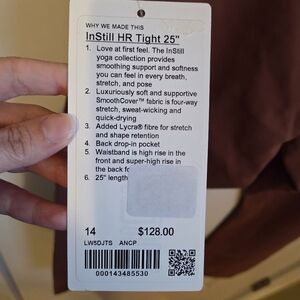 WHY WE MADE THIS
InStill HR Tight 25"
1. Love at first feel. The InStill
yoga collection provides
smoothing support and softness
you can feel in every breath,
stretch, and pose
2. Luxuriously soft and supportive
SmoothCover™ fabric is four-way
stretch, sweat-wicking and
quick-drying
3. Added Lycra® fibre for stretch
and shape retention
4. Back drop-in pocket
5. Waistband is high rise in the
front and super-high rise in
the back
6. 25" length
14 $128.00
LW5DJTS ANCP
000143485530